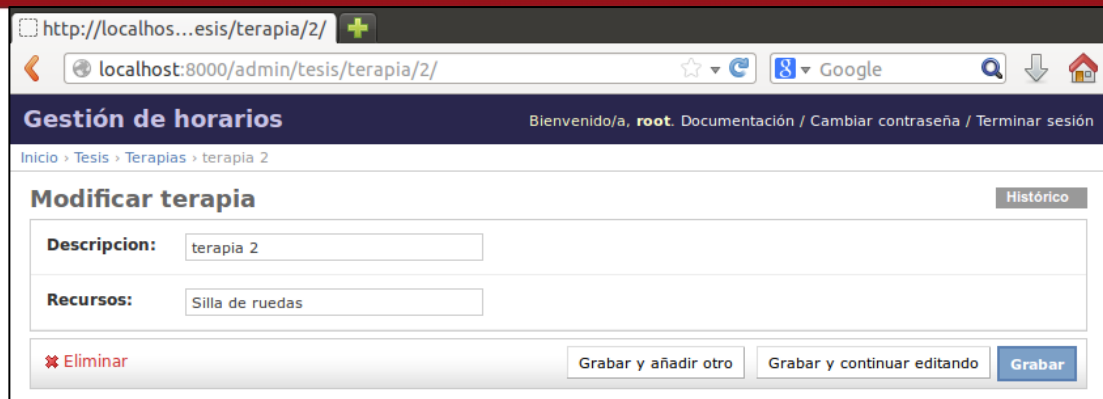 http://localhos...esis/terapia/2/
localhost:8000/admin/tesis/terapia/2/
8 Google
Gestión de horarios
Bienvenido/a, root. Documentación / Cambiar contraseña / Terminar sesión
Inicio › Tesis › Terapias › terapia 2
Modificar terapia
Histórico
Descripcion: terapia 2
Recursos: Silla de ruedas
Eliminar
Grabar y añadir otro
Grabar y continuar editando
Grabar